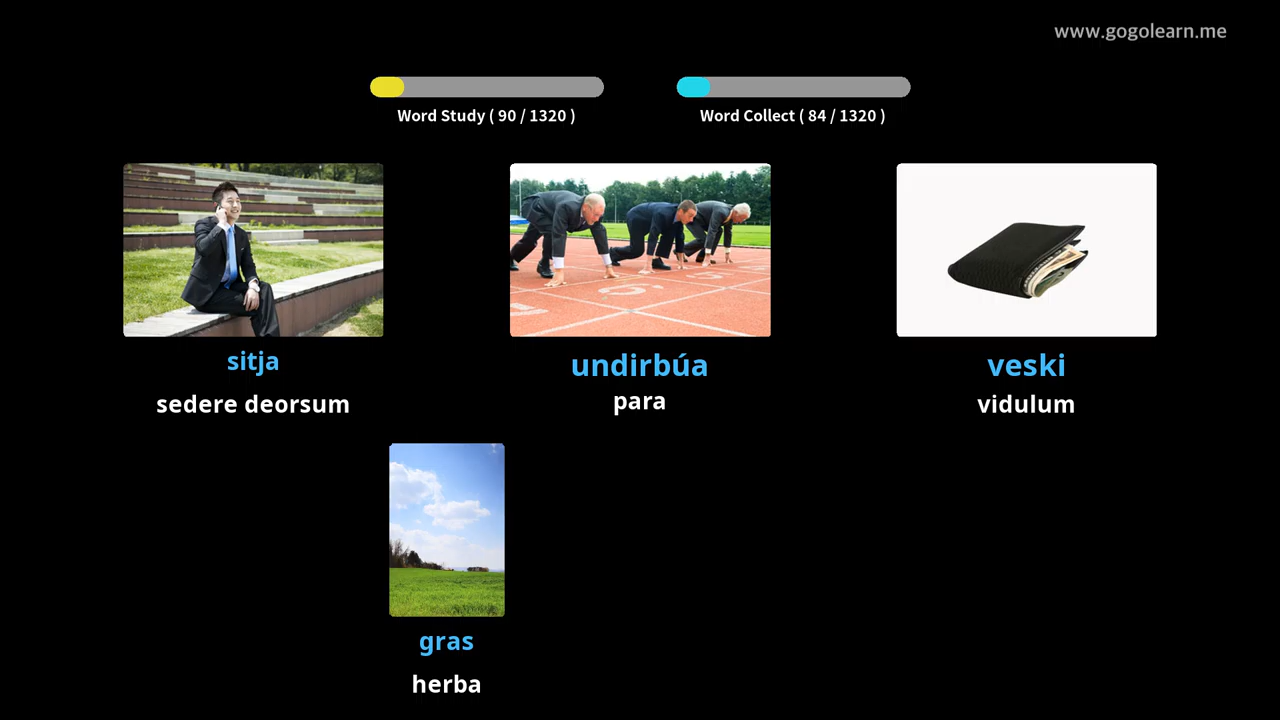 www.gogolearn.me
Word Study ( 90 / 1320 )
Word Collect ( 84 / 1320 )
sitja
sedere deorsum
undirbúa
para
veski
vidulum
gras
herba